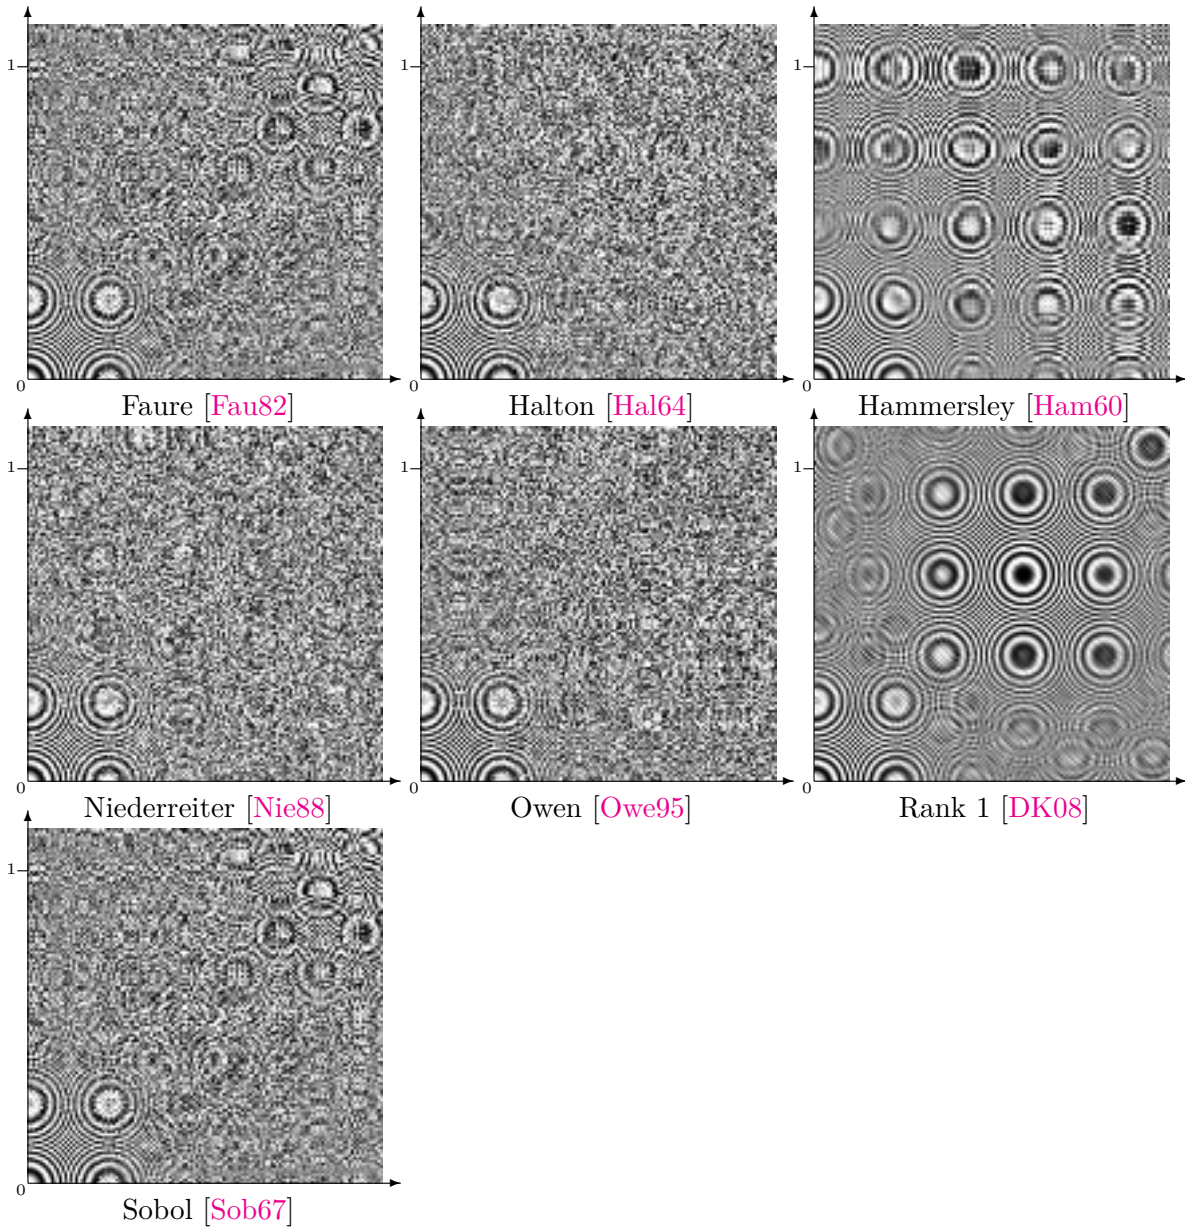 1 1 1
0 0 0
Faure [Fau82] Halton [Hal64] Hammersley [Ham60]
1 1 1
0 0 0
Niederreiter [Nie88] Owen [Owe95] Rank 1 [DK08]
1
0
Sobol [Sob67]